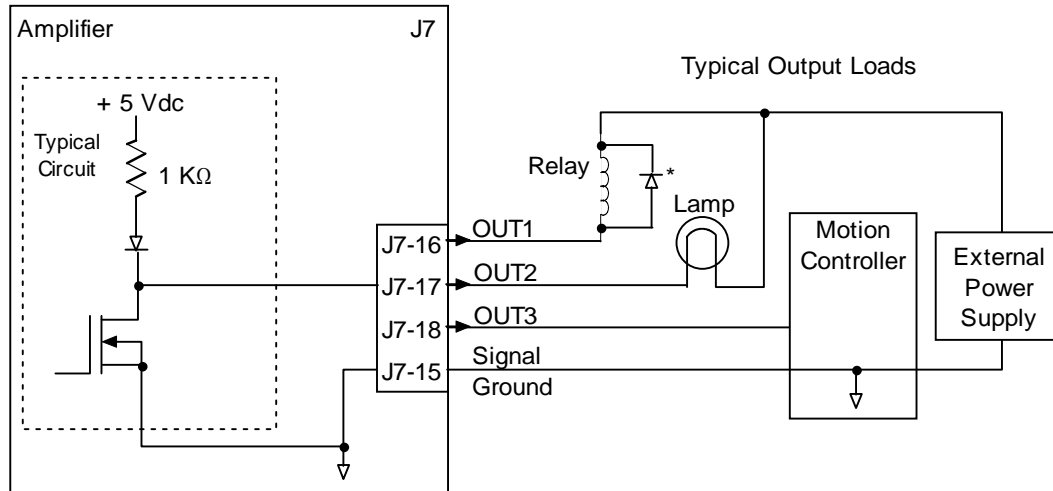 Amplifier
J7
Typical Output Loads
+ 5 Vdc
Typical
Circuit
1 KΩ
Relay
*
Lamp
J7-16
OUT1
J7-17
OUT2
J7-18
OUT3
J7-15
Signal
Ground
Motion
Controller
External
Power
Supply